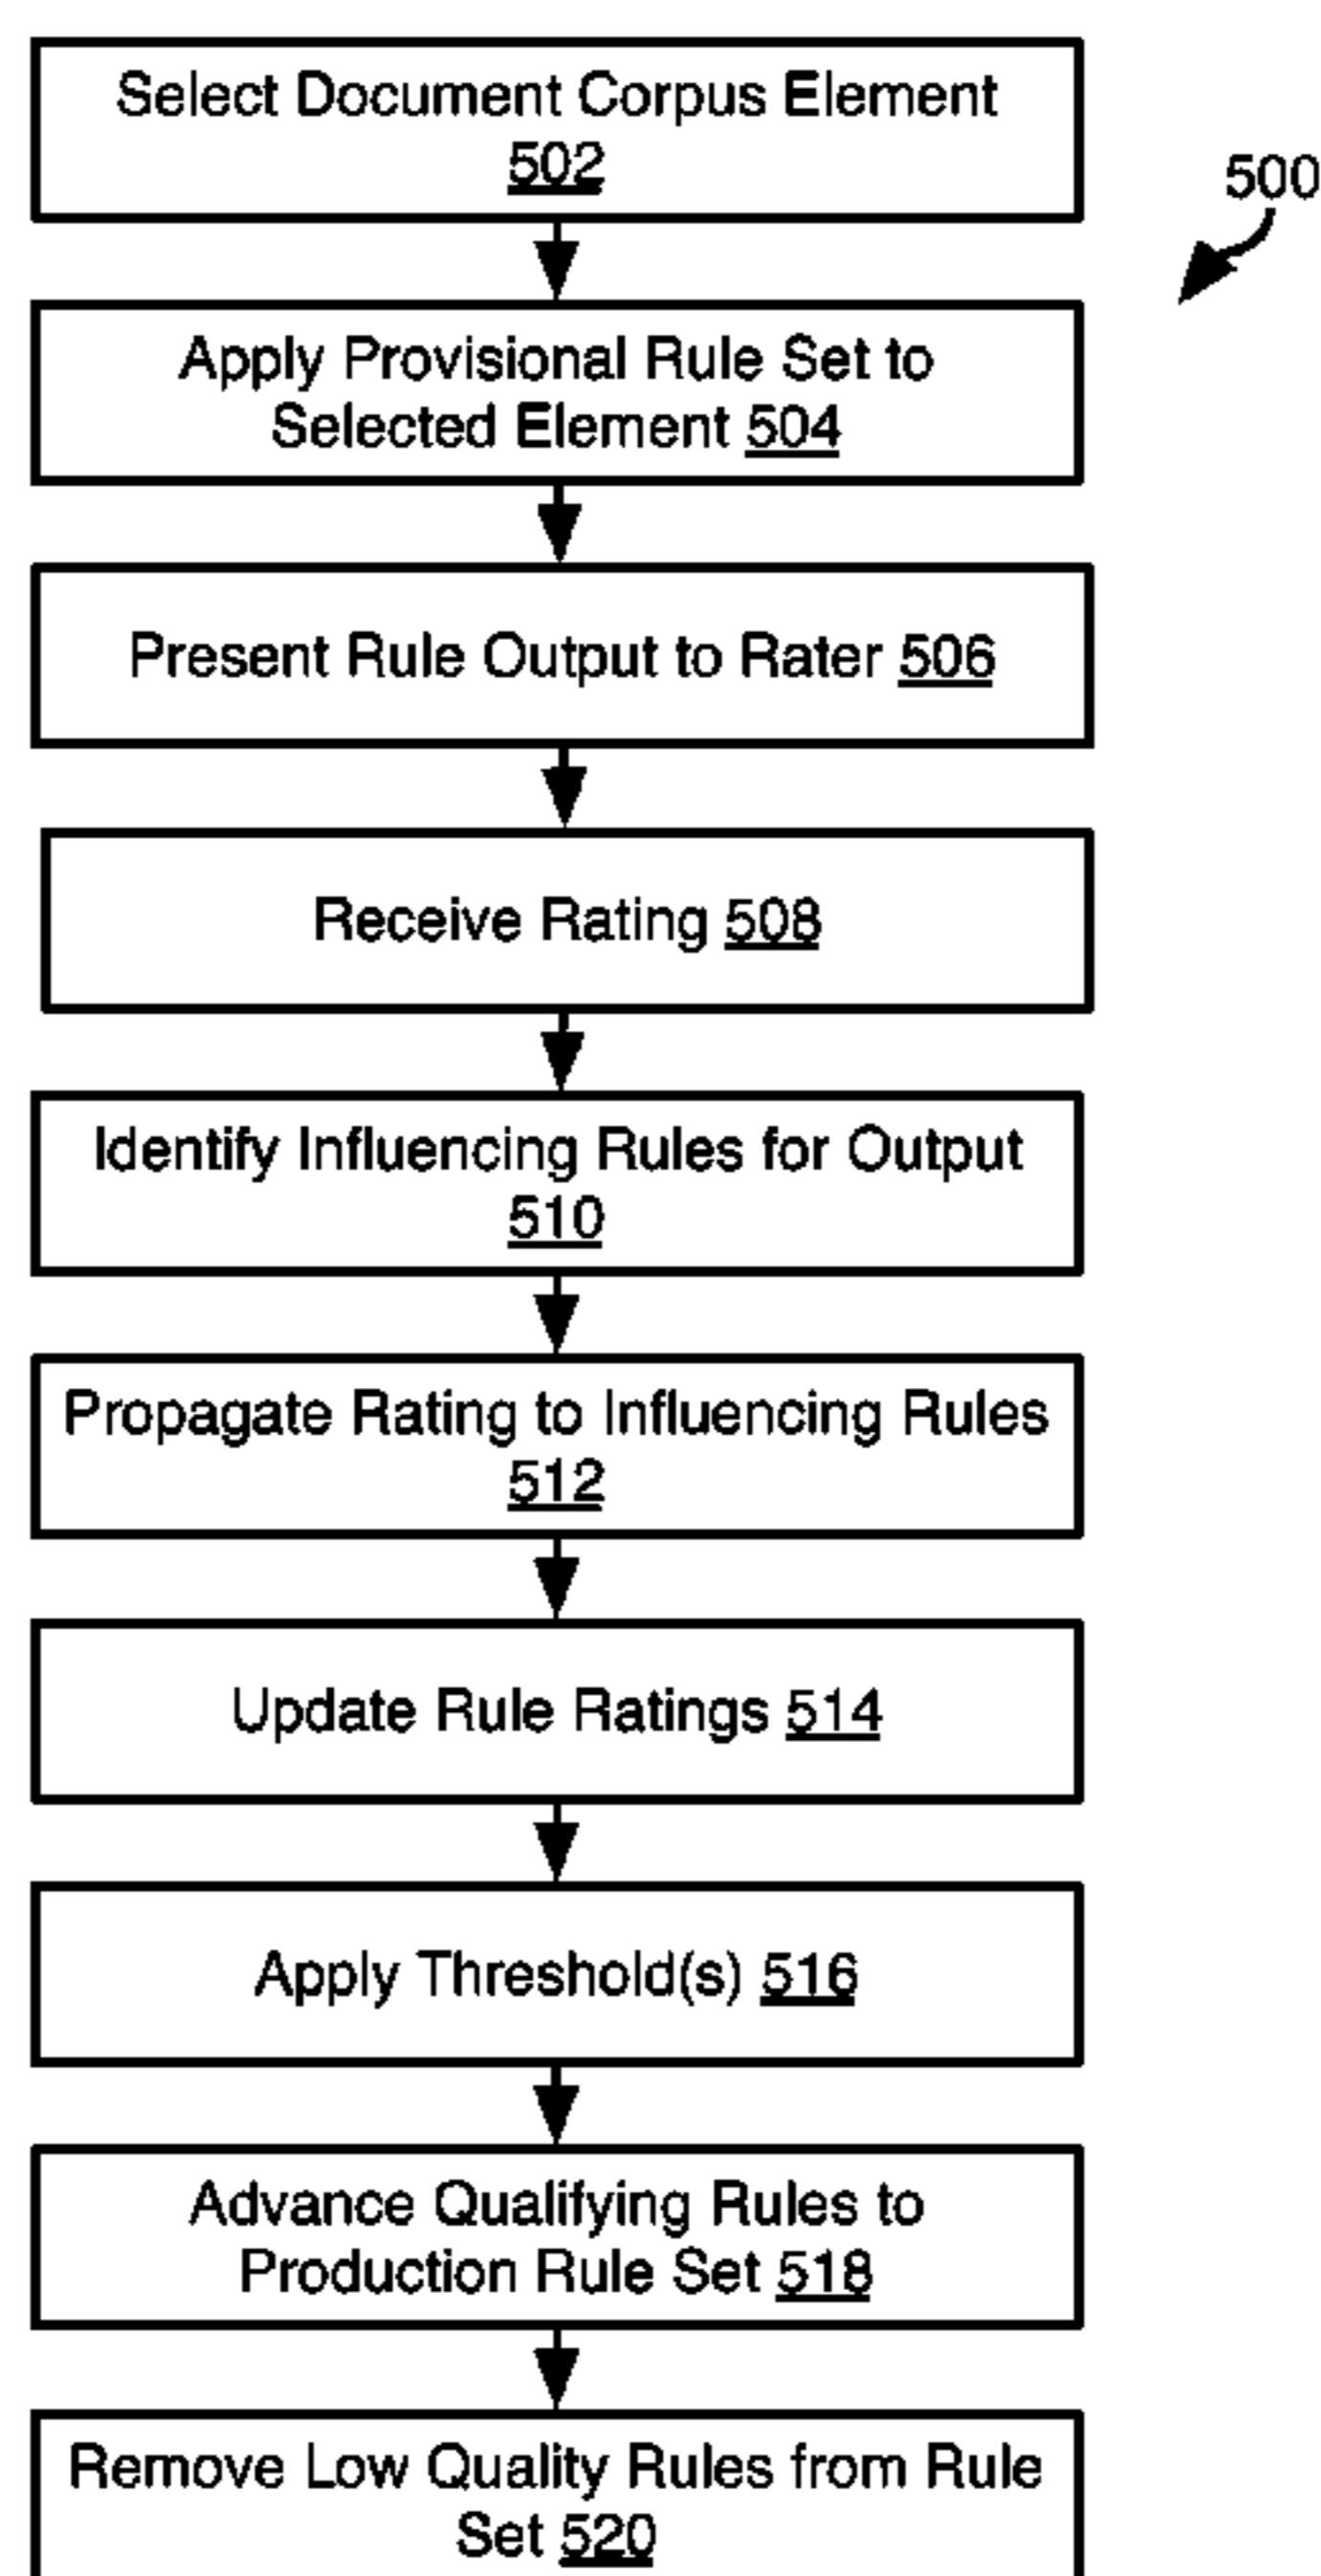 Select Document Corpus Element
502
500
Apply Provisional Rule Set to
Selected Element 504
Present Rule Output to Rater 506
Receive Rating 508
Identify Influencing Rules for Output
510
Propagate Rating to Influencing Rules
512
Update Rule Ratings 514
Apply Threshold(s) 516
Advance Qualifying Rules to
Production Rule Set 518
Remove Low Quality Rules from Rule
Set 520